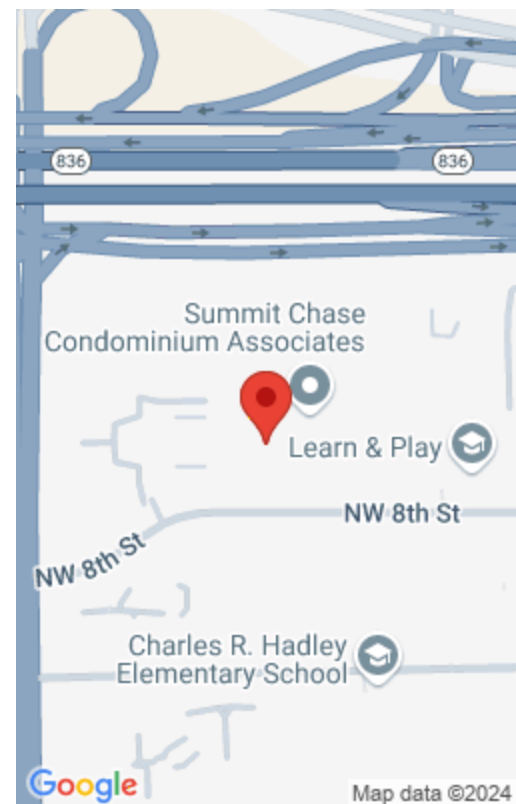 836
836
Summit Chase
Condominium Associates
Learn & Play
NW 8th St
NW 8th St
Charles R. Hadley
Elementary School
Google
Map data ©2024